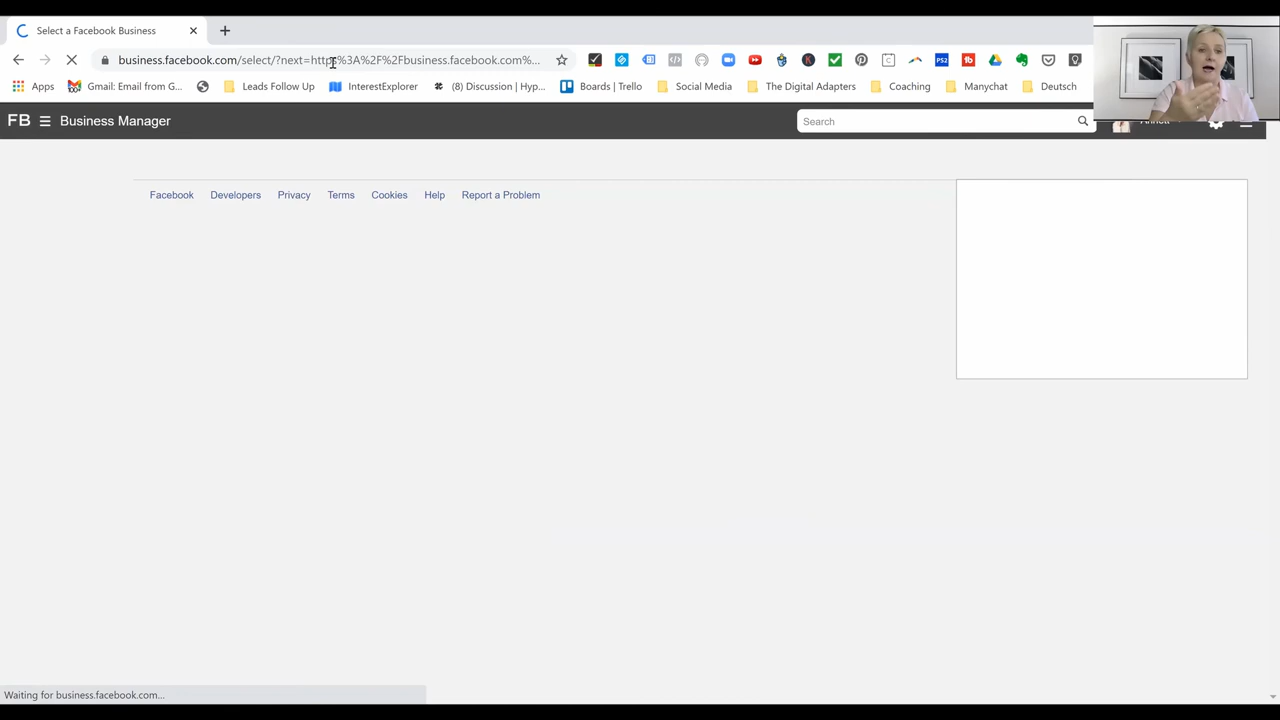 Select a Facebook Business
business.facebook.com/select/?next=http%3A%2F%2Fbusiness.facebook.com%...
Apps Gmail: Email from G... Leads Follow Up InterestExplorer (8) Discussion | Hyp... Boards | Trello Social Media The Digital Adapters Coaching Manychat Deutsch
FB Business Manager Search
Facebook Developers Privacy Terms Cookies Help Report a Problem
Waiting for business.facebook.com...